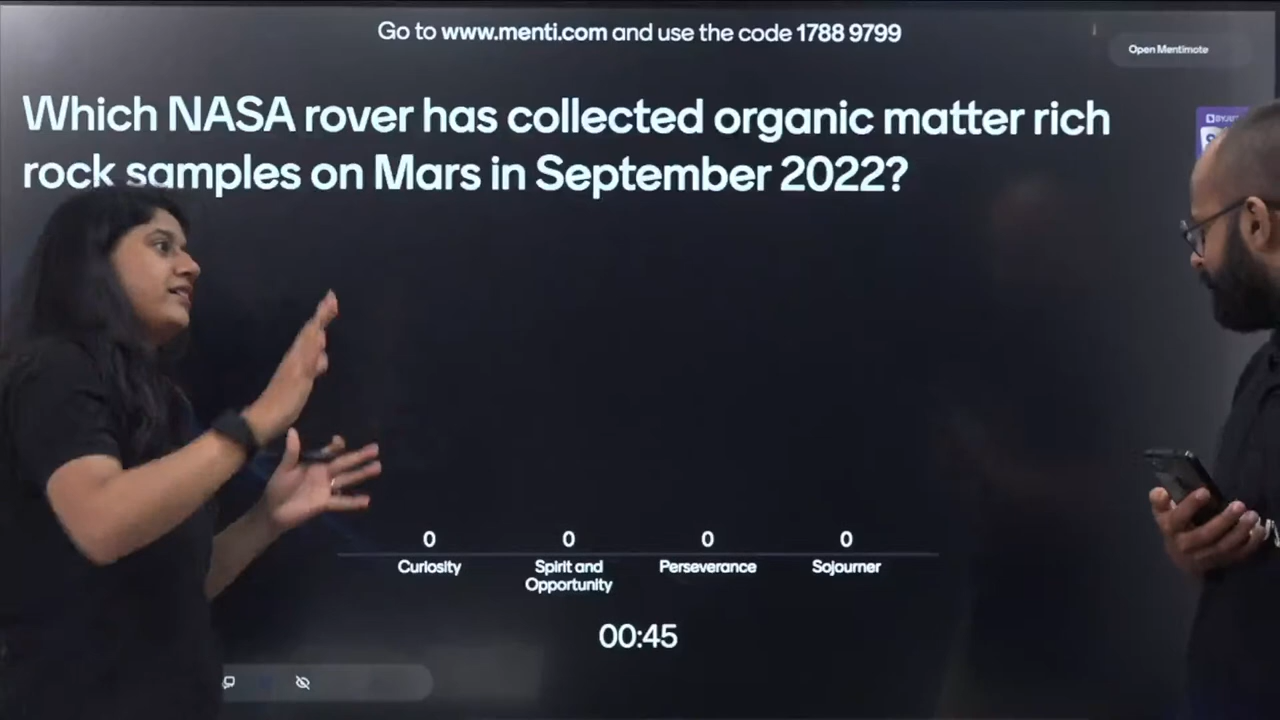 Go to www.menti.com and use the code 1788 9799
Open Mentimote
Which NASA rover has collected organic matter rich
rock samples on Mars in September 2022?
BYJU'S
0 0 0 0
Curiosity Spirit and Perseverance Sojourner
Opportunity
00:45